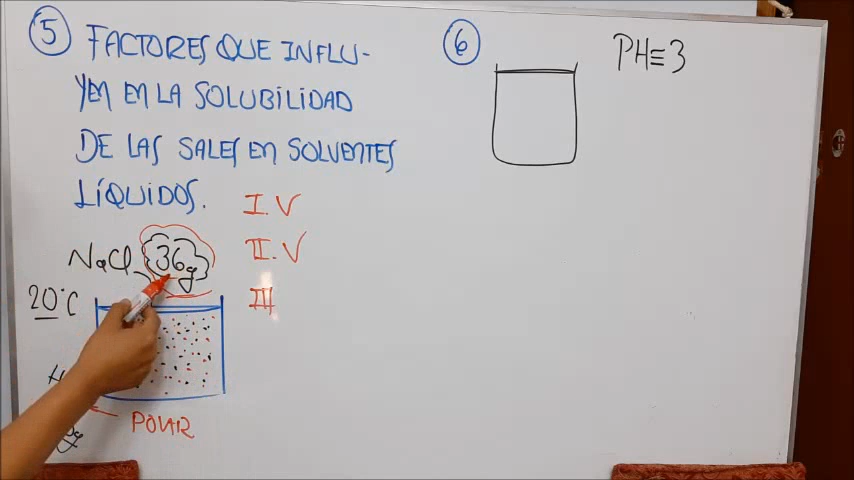 5 FACTORES QUE INFLU-
YEN EN LA SOLUBILIDAD
DE LAS SALES EN SOLVENTES
LÍQUIDOS.
I. V
II. V
III
NaCl 36g
20°C
POLAR
6
PH≡3